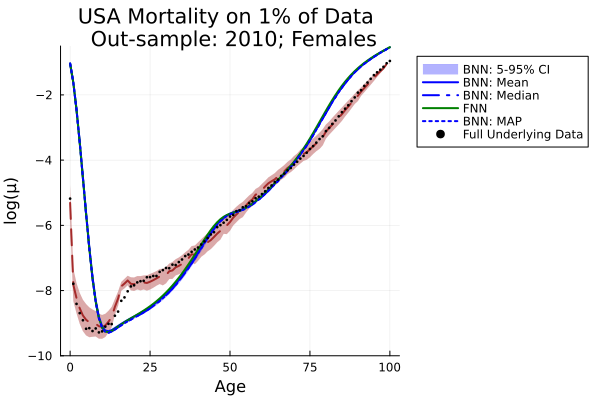 USA Mortality on 1% of Data
Out-sample: 2010; Females
log(μ)
−2
−4
−6
−8
−10
0
25
50
75
100
Age
BNN: 5-95% CI
BNN: Mean
BNN: Median
FNN
BNN: MAP
Full Underlying Data